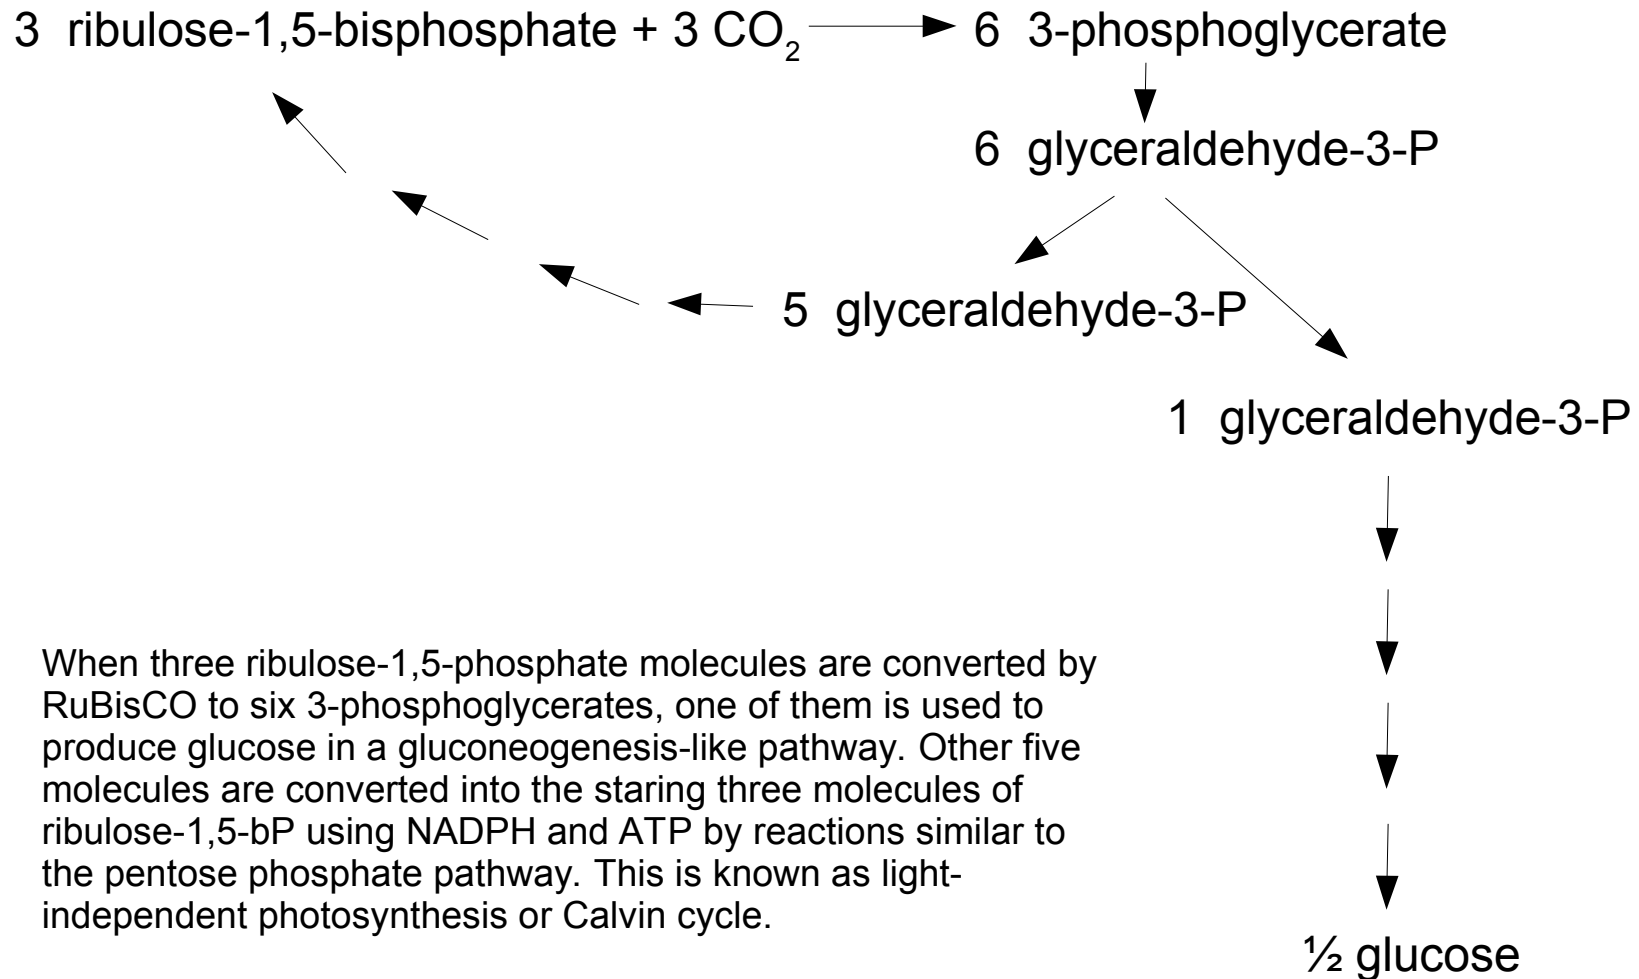 3 ribulose-1,5-bisphosphate + 3 CO₂ 6 3-phosphoglycerate
6 glyceraldehyde-3-P
5 glyceraldehyde-3-P
1 glyceraldehyde-3-P
When three ribulose-1,5-phosphate molecules are converted by
RuBisCO to six 3-phosphoglycerates, one of them is used to
produce glucose in a gluconeogenesis-like pathway. Other five
molecules are converted into the staring three molecules of
ribulose-1,5-bP using NADPH and ATP by reactions similar to
the pentose phosphate pathway. This is known as light-
independent photosynthesis or Calvin cycle.
½ glucose